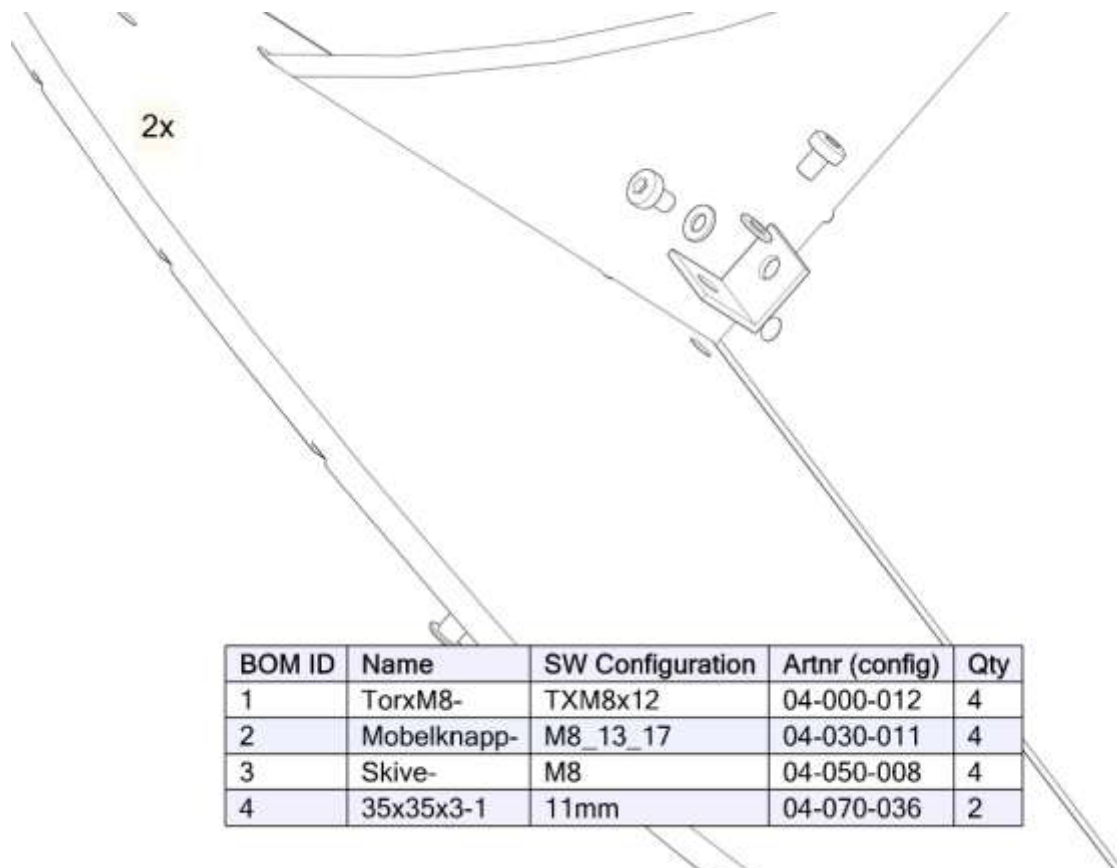 2x
BOM ID Name SW Configuration Artnr (config) Qty
1 TorxM8- TXM8x12 04-000-012 4
2 Mobelknapp- M8_13_17 04-030-011 4
3 Skive- M8 04-050-008 4
4 35x35x3-1 11mm 04-070-036 2